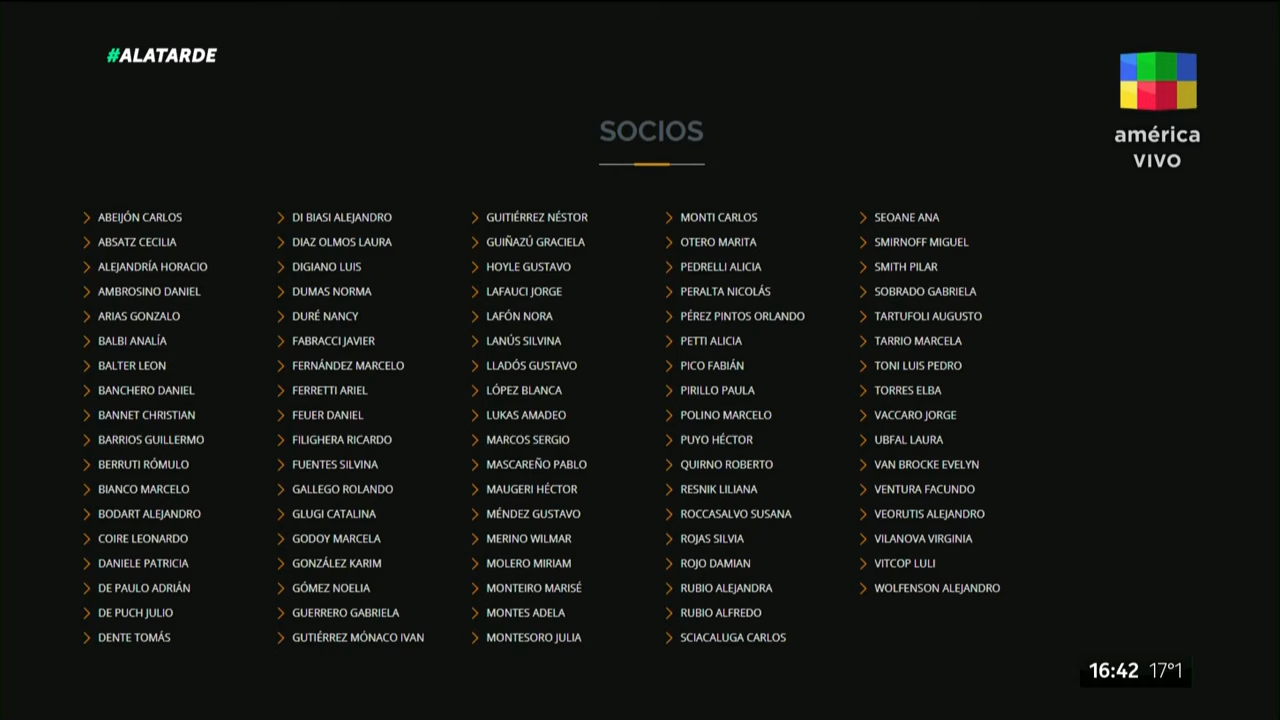 #ALATARDE
américa
VIVO
SOCIOS
ABEIJÓN CARLOS
ABSATZ CECILIA
ALEJANDRÍA HORACIO
AMBROSINO DANIEL
ARIAS GONZALO
BALBI ANALÍA
BALTER LEON
BANCHERO DANIEL
BANNET CHRISTIAN
BARRIOS GUILLERMO
BERRUTI RÓMULO
BIANCO MARCELO
BODART ALEJANDRO
COIRE LEONARDO
DANIELE PATRICIA
DE PAULO ADRIÁN
DE PUCH JULIO
DENTE TOMÁS
DI BIASI ALEJANDRO
DIAZ OLMOS LAURA
DIGIANO LUIS
DUMAS NORMA
DURÉ NANCY
FABRACCI JAVIER
FERNÁNDEZ MARCELO
FERRETTI ARIEL
FEUER DANIEL
FILIGHERA RICARDO
FUENTES SILVINA
GALLEGO ROLANDO
GLUGI CATALINA
GODOY MARCELA
GONZÁLEZ KARIM
GÓMEZ NOELIA
GUERRERO GABRIELA
GUTIÉRREZ MÓNACO IVAN
GUITIÉRREZ NÉSTOR
GUIÑAZÚ GRACIELA
HOYLE GUSTAVO
LAFAUCI JORGE
LAFÓN NORA
LANÚS SILVINA
LLADÓS GUSTAVO
LÓPEZ BLANCA
LUKAS AMADEO
MARCOS SERGIO
MASCAREÑO PABLO
MAUGERI HÉCTOR
MÉNDEZ GUSTAVO
MERINO WILMAR
MOLERO MIRIAM
MONTEIRO MARISÉ
MONTES ADELA
MONTESORO JULIA
MONTI CARLOS
OTERO MARITA
PEDRELLI ALICIA
PERALTA NICOLÁS
PÉREZ PINTOS ORLANDO
PETTI ALICIA
PICO FABIÁN
PIRILLO PAULA
POLINO MARCELO
PUYO HÉCTOR
QUIRNO ROBERTO
RESNIK LILIANA
ROCCASALVO SUSANA
ROJAS SILVIA
ROJO DAMIAN
RUBIO ALEJANDRA
RUBIO ALFREDO
SCIACALUGA CARLOS
SEOANE ANA
SMIRNOFF MIGUEL
SMITH PILAR
SOBRADO GABRIELA
TARTUFOLI AUGUSTO
TARRIO MARCELA
TONI LUIS PEDRO
TORRES ELBA
VACCARO JORGE
UBFAL LAURA
VAN BROCKE EVELYN
VENTURA FACUNDO
VEORUTIS ALEJANDRO
VILANOVA VIRGINIA
VITCOP LULI
WOLFENSON ALEJANDRO
16:42 17°1